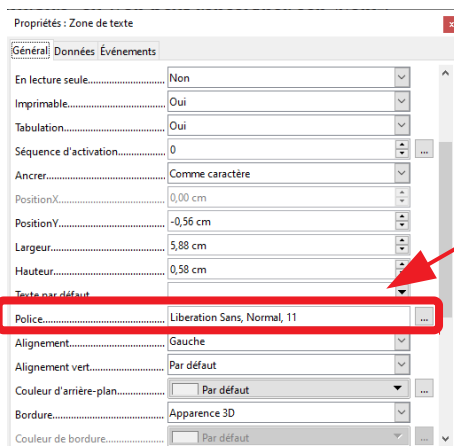 Propriétés : Zone de texte x
Général Données Événements
En lecture seule............................ Non
Imprimable.................................. Oui
Tabulation.................................... Oui
Séquence d'activation................. 0 ...
Ancrer........................................... Comme caractère
PositionX...................................... 0,00 cm
PositionY...................................... -0,56 cm
Largeur......................................... 5,88 cm
Hauteur........................................ 0,58 cm
Texte par défaut
Police............................................ Liberation Sans, Normal, 11 ...
Alignement.................................. Gauche
Alignement vert........................... Par défaut
Couleur d'arrière-plan................. Par défaut ...
Bordure........................................ Apparence 3D
Couleur de bordure..................... Par défaut ...